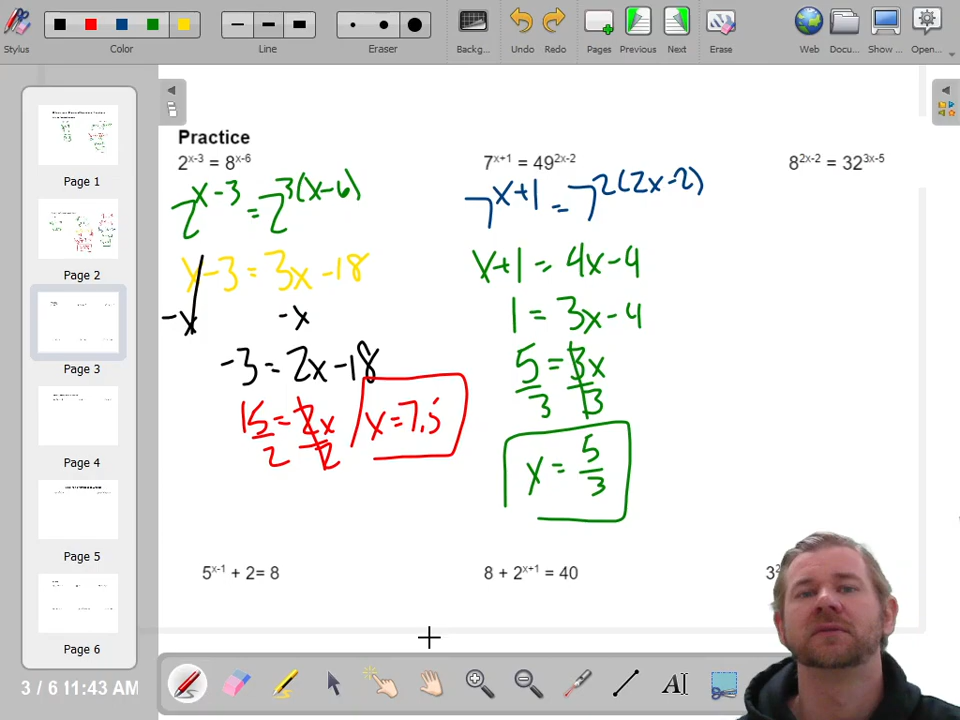 Stylus
Color
Line
Eraser
Backg...
Undo
Redo
Pages
Previous
Next
Erase
Web
Docu...
Show ...
Open...
Page 1
Page 2
Page 3
Page 4
Page 5
Page 6
3 / 6 11:43 AM
Practice
2^{x-3} = 8^{x-6}
2^{x-3} = 2^{3(x-6)}
x-3 = 3x-18
-x -x
-3 = 2x-18
15 = 2x
2 2
x = 7.5
7^{x+1} = 49^{2x-2}
7^{x+1} = 7^{2(2x-2)}
x+1 = 4x-4
1 = 3x-4
5 = 3x
3 3
x = 5/3
8^{2x-2} = 32^{3x-5}
5^{x-1} + 2= 8
8 + 2^{x+1} = 40
A